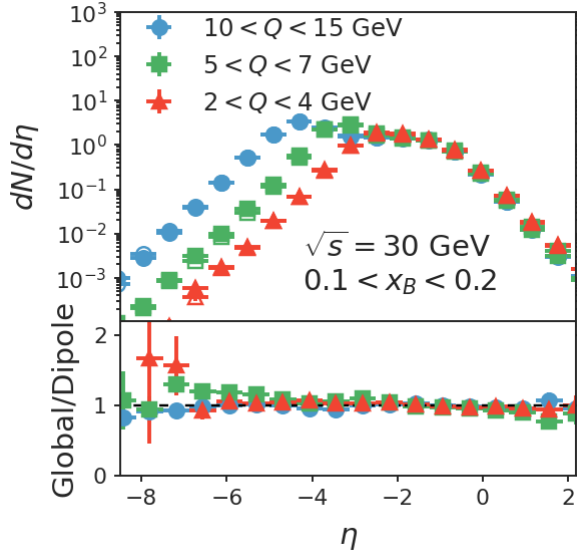 10 < Q < 15 GeV
5 < Q < 7 GeV
2 < Q < 4 GeV
dN/dη
10³
10²
10¹
10⁰
10⁻¹
10⁻²
10⁻³
√s = 30 GeV
0.1 < x_B < 0.2
Global/Dipole
2
1
0
−8 −6 −4 −2 0 2
η